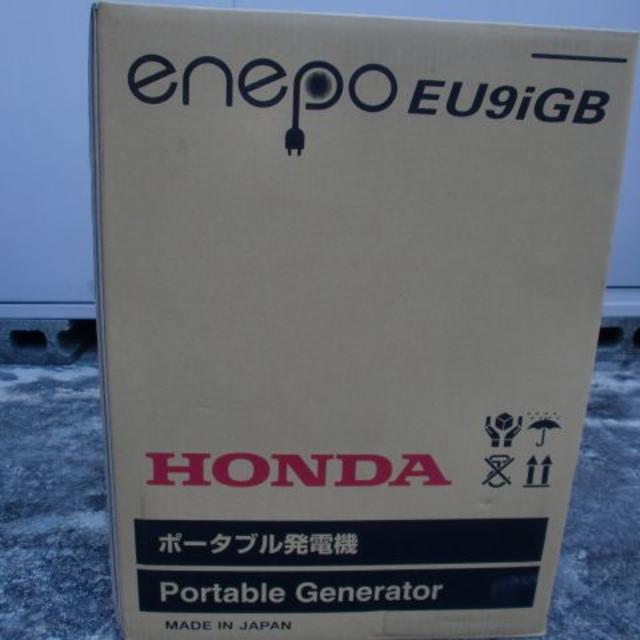 enepo EU9iGB
HONDA
ポータブル発電機
Portable Generator
MADE IN JAPAN